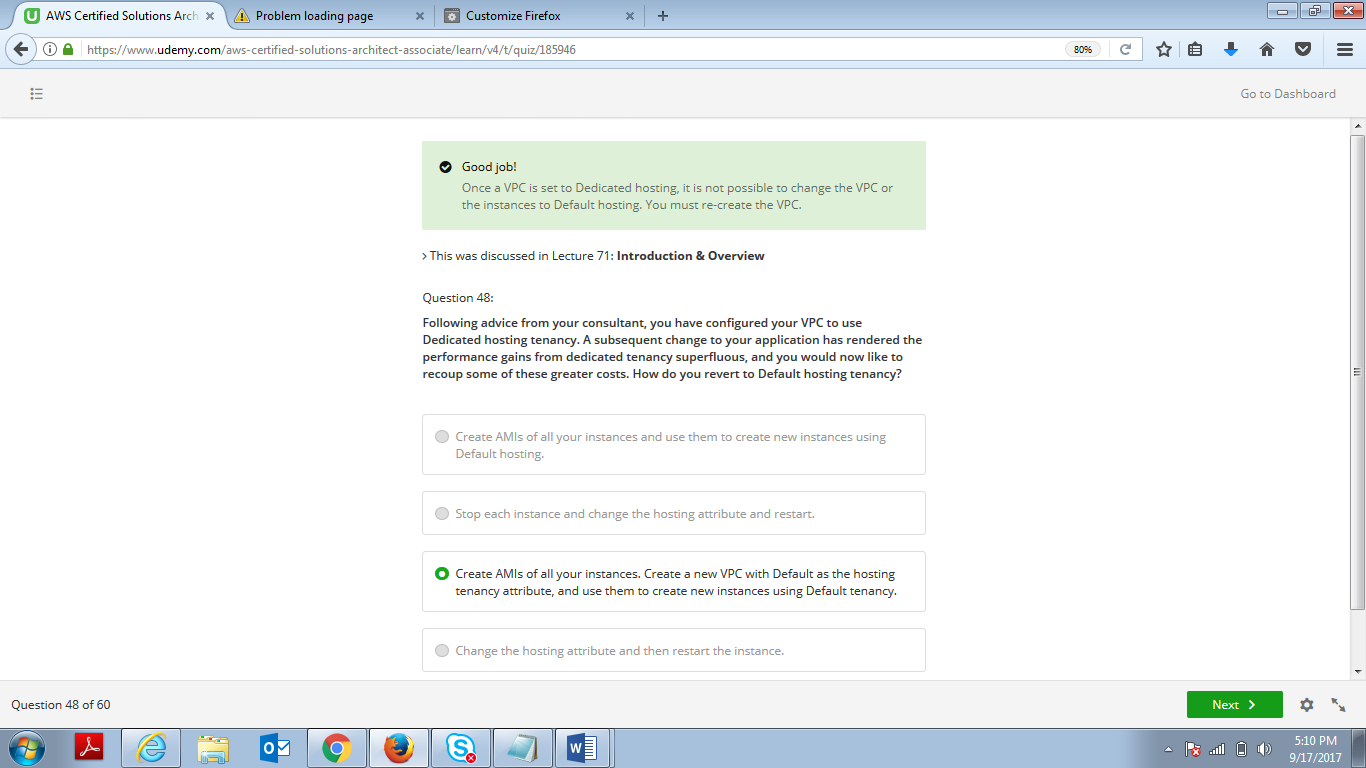 AWS Certified Solutions Arch
Problem loading page
Customize Firefox
https://www.udemy.com/aws-certified-solutions-architect-associate/learn/v4/t/quiz/185946
80%
Go to Dashboard
Good job!
Once a VPC is set to Dedicated hosting, it is not possible to change the VPC or
the instances to Default hosting. You must re-create the VPC.
> This was discussed in Lecture 71: Introduction & Overview
Question 48:
Following advice from your consultant, you have configured your VPC to use
Dedicated hosting tenancy. A subsequent change to your application has rendered the
performance gains from dedicated tenancy superfluous, and you would now like to
recoup some of these greater costs. How do you revert to Default hosting tenancy?
Create AMIs of all your instances and use them to create new instances using
Default hosting.
Stop each instance and change the hosting attribute and restart.
Create AMIs of all your instances. Create a new VPC with Default as the hosting
tenancy attribute, and use them to create new instances using Default tenancy.
Change the hosting attribute and then restart the instance.
Question 48 of 60
Next >
5:10 PM
9/17/2017